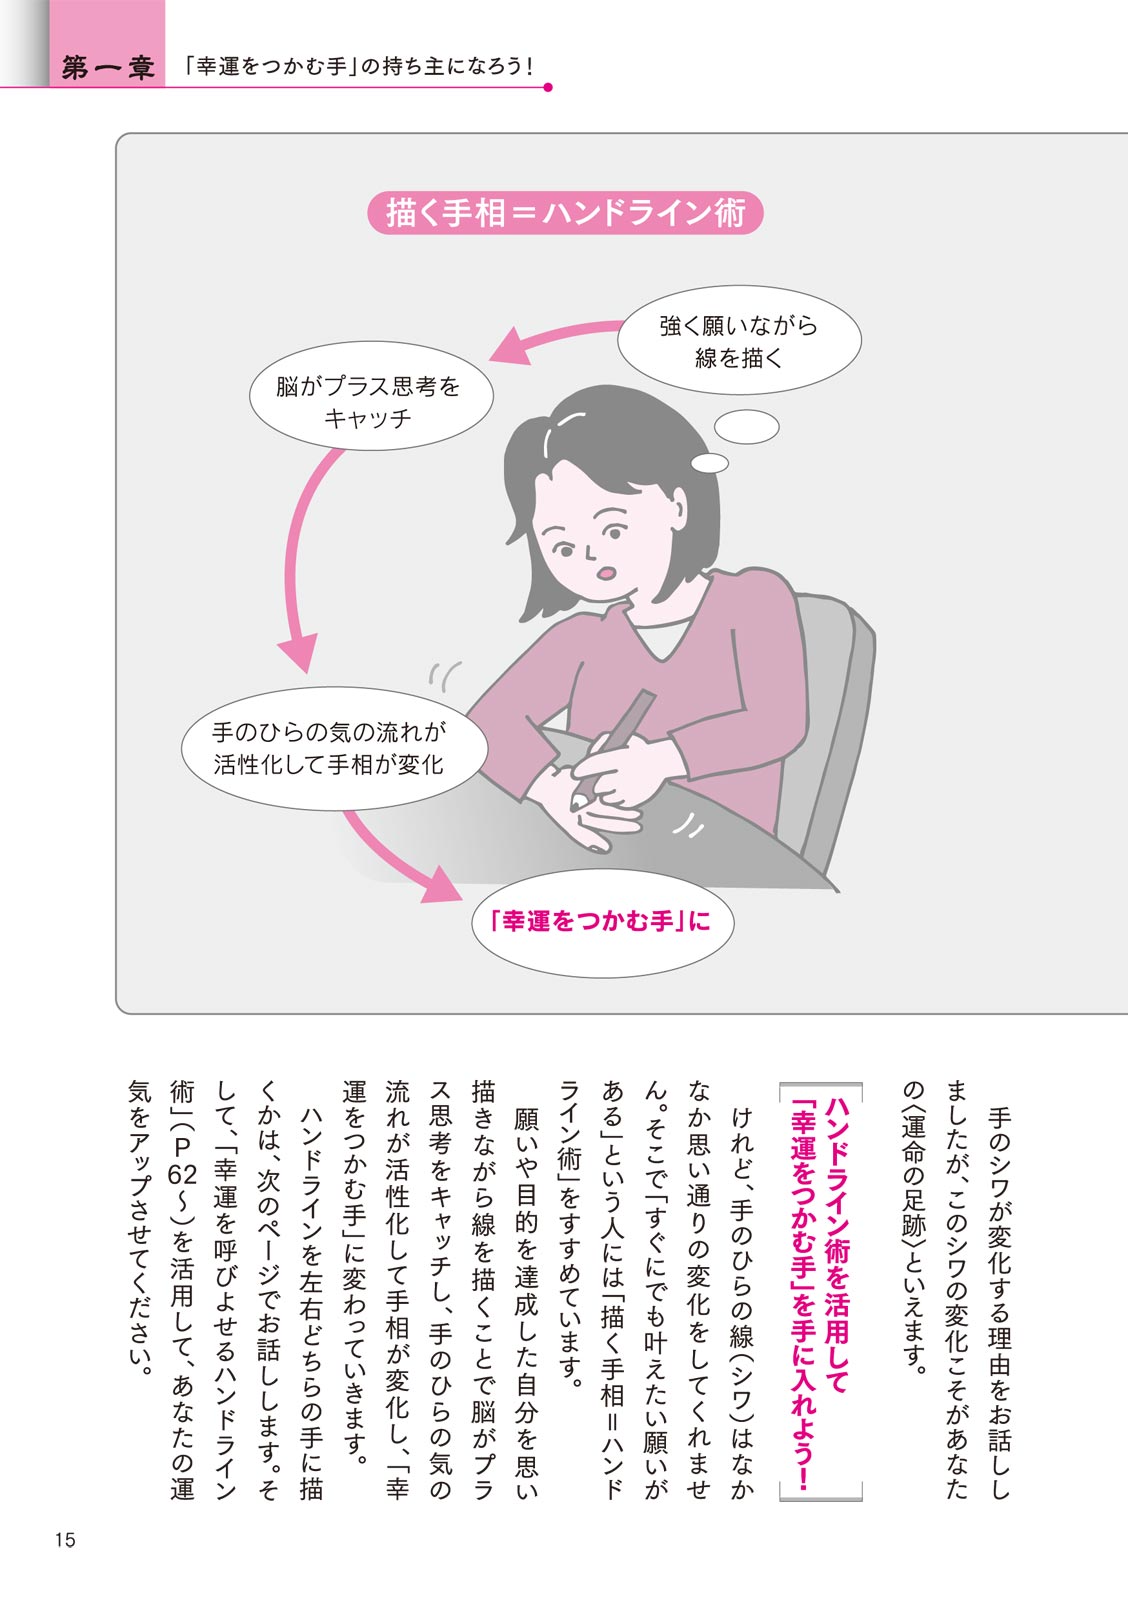 第一章
「幸運をつかむ手」の持ち主になろう！
描く手相＝ハンドライン術
強く願いながら
線を描く
脳がプラス思考を
キャッチ
手のひらの気の流れが
活性化して手相が変化
「幸運をつかむ手」に
手のシワが変化する理由をお話しし
ましたが、このシワの変化こそがあなた
の〈運命の足跡〉といえます。
ハンドライン術を活用して
「幸運をつかむ手」を手に入れよう！
けれど、手のひらの線（シワ）はなか
なか思い通りの変化をしてくれませ
ん。そこで「すぐにでも叶えたい願いが
ある」という人には「描く手相＝ハンド
ライン術」をすすめています。
願いや目的を達成した自分を思い
描きながら線を描くことで脳がプラ
ス思考をキャッチし、手のひらの気の
流れが活性化して手相が変化し、「幸
運をつかむ手」に変わっていきます。
ハンドラインを左右どちらの手に描
くかは、次のページでお話しします。そ
して、「幸運を呼びよせるハンドライン
術」（P62〜）を活用して、あなたの運
気をアップさせてください。
15